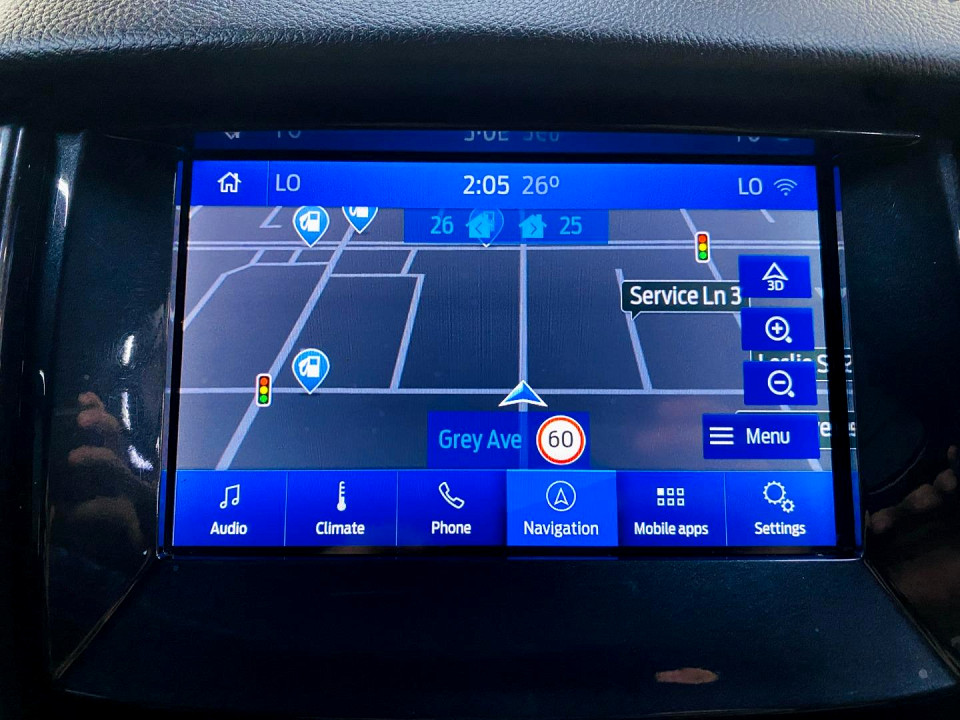 LO 2:05 26° LO
26 25
3D
Service Ln 3
Grey Ave 60
Menu
Audio Climate Phone Navigation Mobile apps Settings